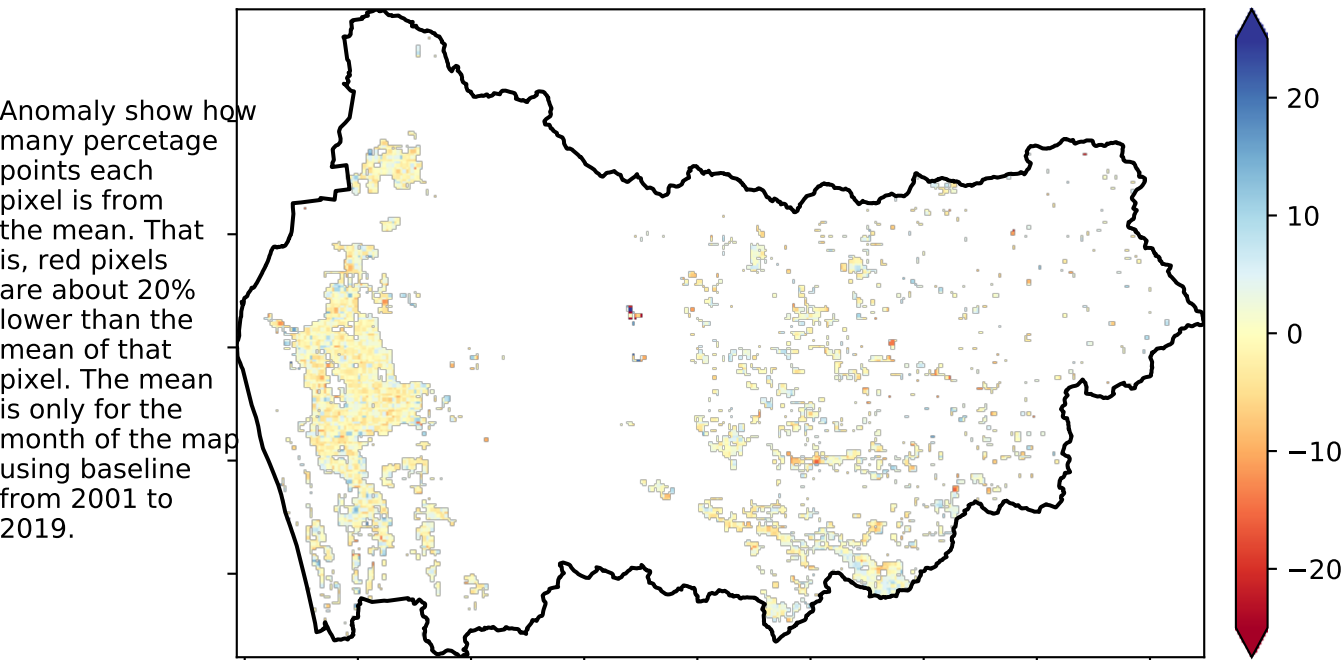 Anomaly show how
many percetage
points each
pixel is from
the mean. That
is, red pixels
are about 20%
lower than the
mean of that
pixel. The mean
is only for the
month of the map
using baseline
from 2001 to
2019.
20
10
0
−10
−20